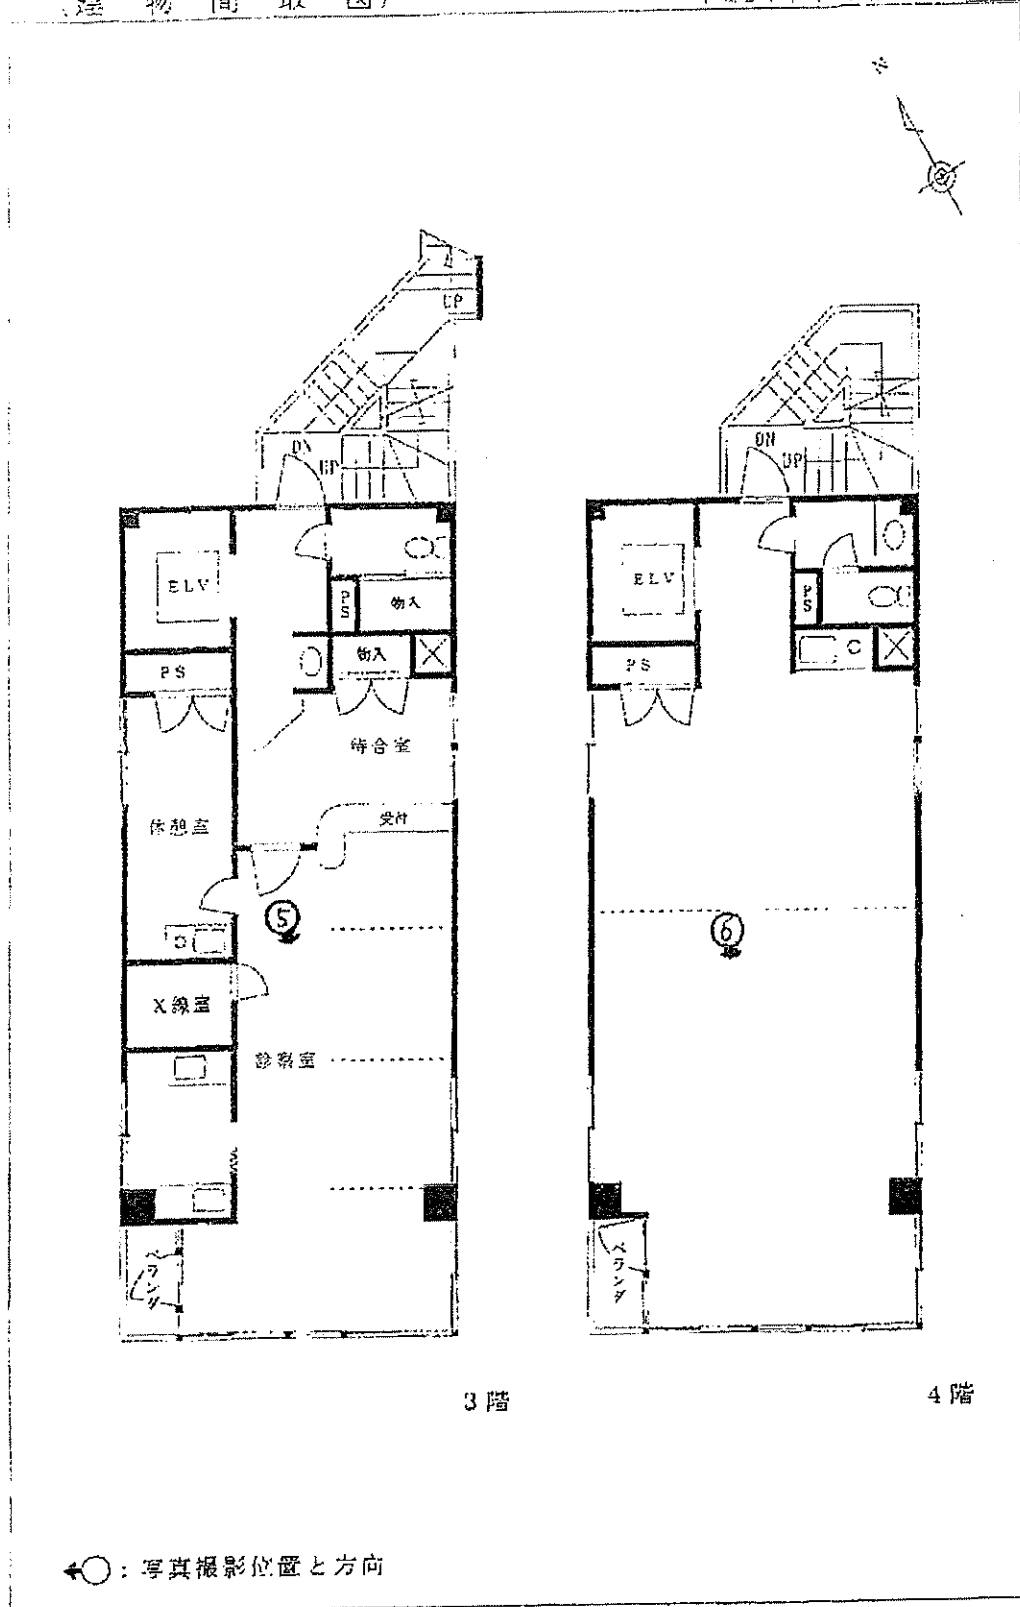 建物間取図)
N
UP
DN
UP
DN
UP
ELV
PS
物入
ELV
PS
PS
物入
PS
待合室
休憩室
受付
⑤
⑥
X線室
診察室
ベランダ
ベランダ
3階
4階
:写真撮影位置と方向